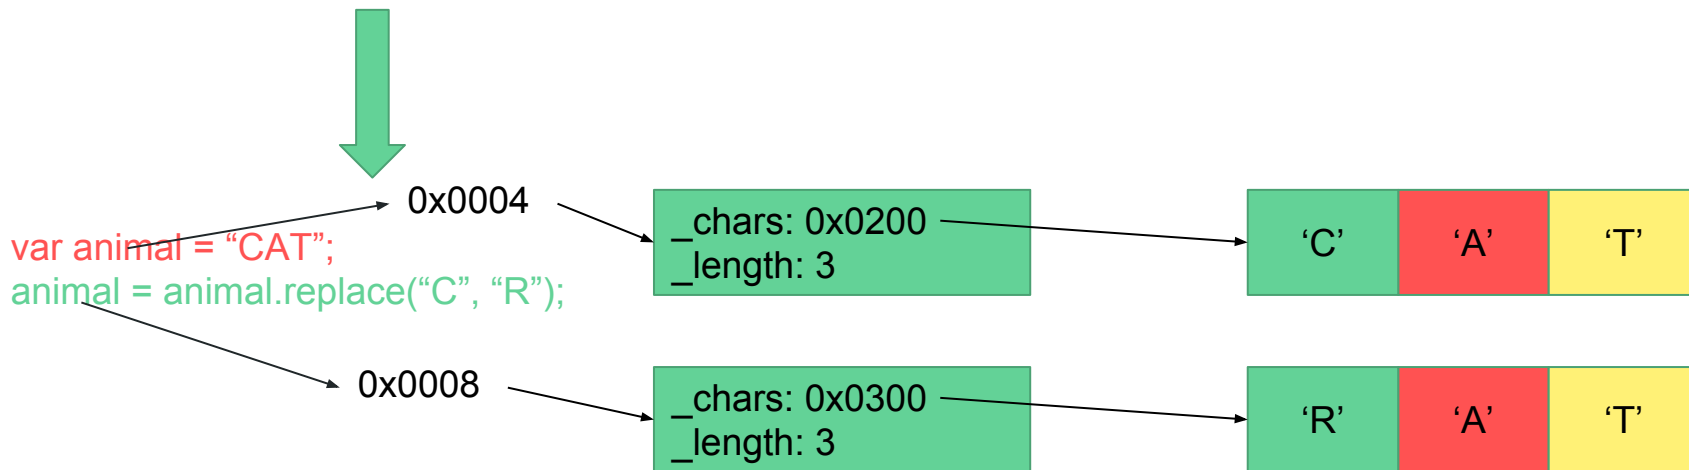 0x0004
var animal = “CAT”;
animal = animal.replace(“C”, “R”);
_chars: 0x0200
_length: 3
‘C’ ‘A’ ‘T’
0x0008
_chars: 0x0300
_length: 3
‘R’ ‘A’ ‘T’